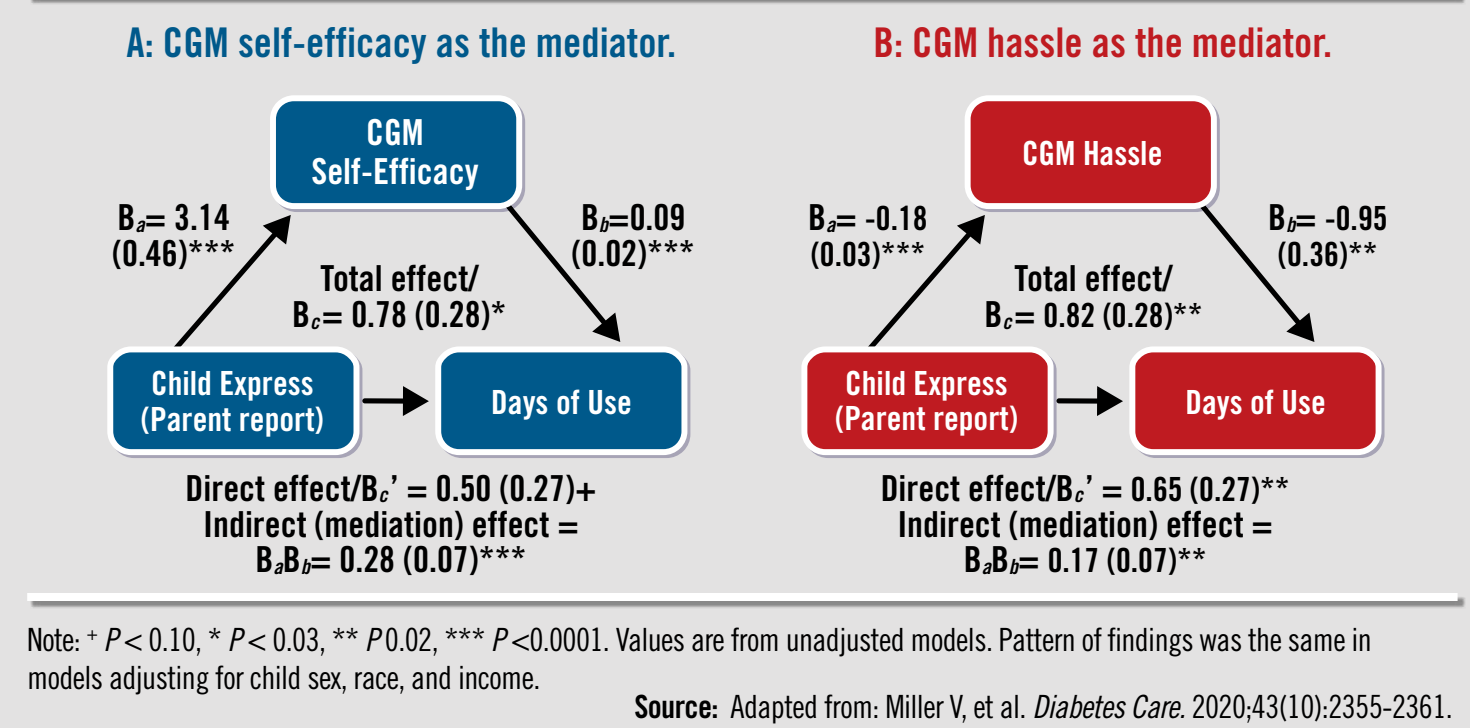 A: CGM self-efficacy as the mediator.
CGM
Self-Efficacy
Ba= 3.14
(0.46)***
Bb=0.09
(0.02)***
Total effect/
Bc= 0.78 (0.28)*
Child Express
(Parent report)
Days of Use
Direct effect/Bc’ = 0.50 (0.27)+
Indirect (mediation) effect =
BaBb= 0.28 (0.07)***
B: CGM hassle as the mediator.
CGM Hassle
Ba= -0.18
(0.03)***
Bb= -0.95
(0.36)**
Total effect/
Bc= 0.82 (0.28)**
Child Express
(Parent report)
Days of Use
Direct effect/Bc’ = 0.65 (0.27)**
Indirect (mediation) effect =
BaBb= 0.17 (0.07)**
Note: + P< 0.10, * P< 0.03, ** P0.02, *** P<0.0001. Values are from unadjusted models. Pattern of findings was the same in
models adjusting for child sex, race, and income.
Source: Adapted from: Miller V, et al. Diabetes Care. 2020;43(10):2355-2361.